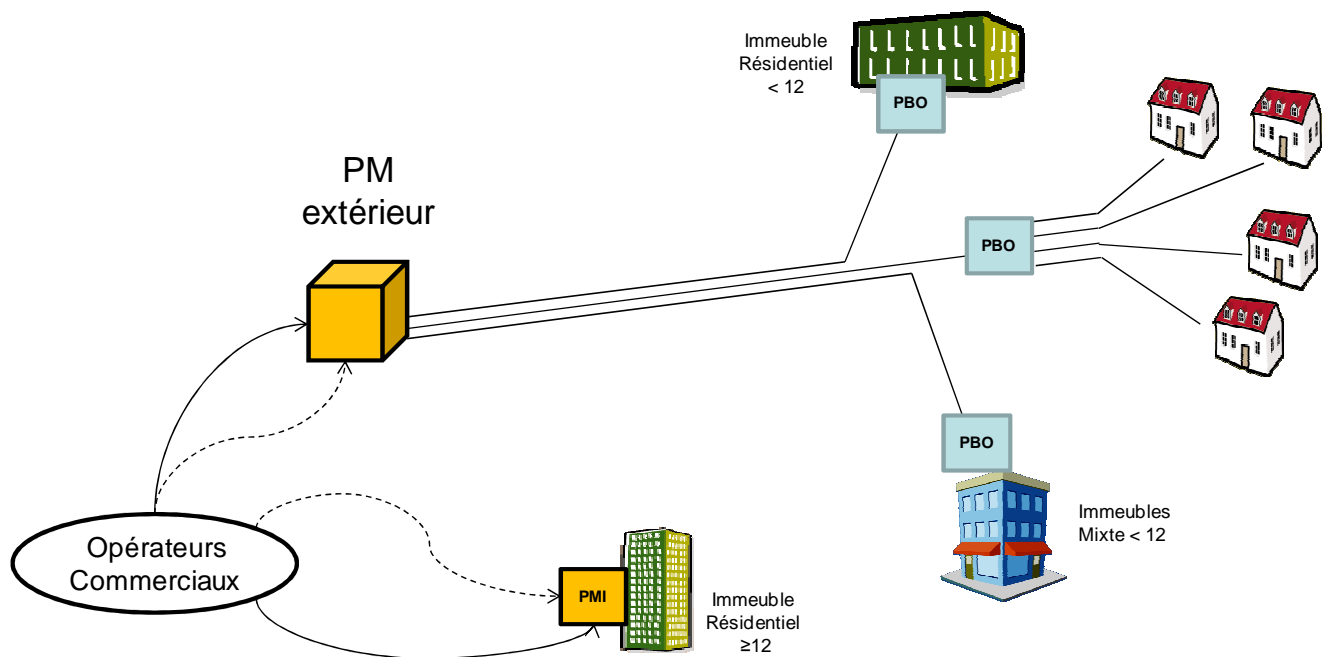 Immeuble
Résidentiel
< 12
PBO
PM
extérieur
PBO
PBO
Immeubles
Mixte < 12
Opérateurs
Commerciaux
PMI
Immeuble
Résidentiel
≥12